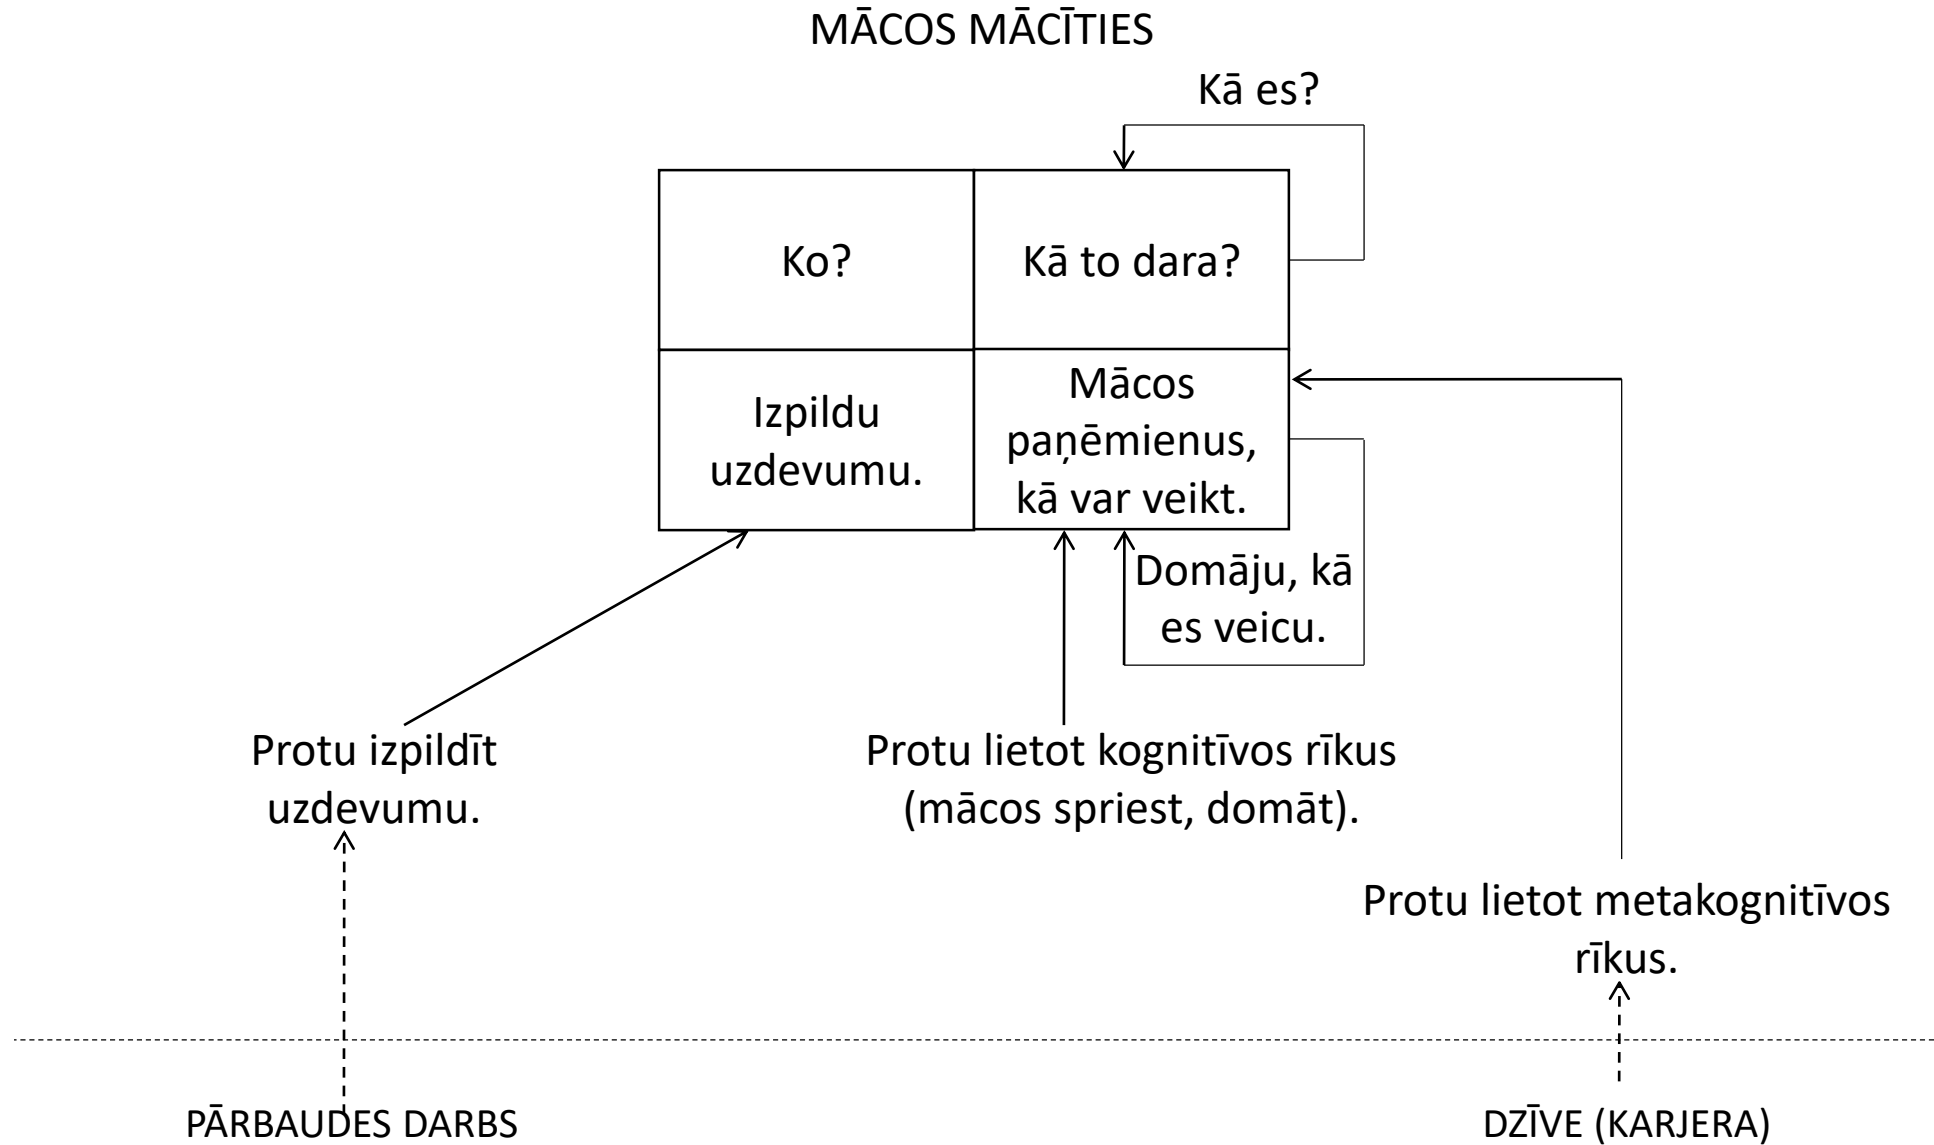 MĀCOS MĀCĪTIES
Kā es?
Ko?
Kā to dara?
Izpildu
uzdevumu.
Mācos
paņēmienus,
kā var veikt.
Domāju, kā
es veicu.
Protu izpildīt
uzdevumu.
Protu lietot kognitīvos rīkus
(mācos spriest, domāt).
Protu lietot metakognitīvos
rīkus.
PĀRBAUDES DARBS
DZĪVE (KARJERA)